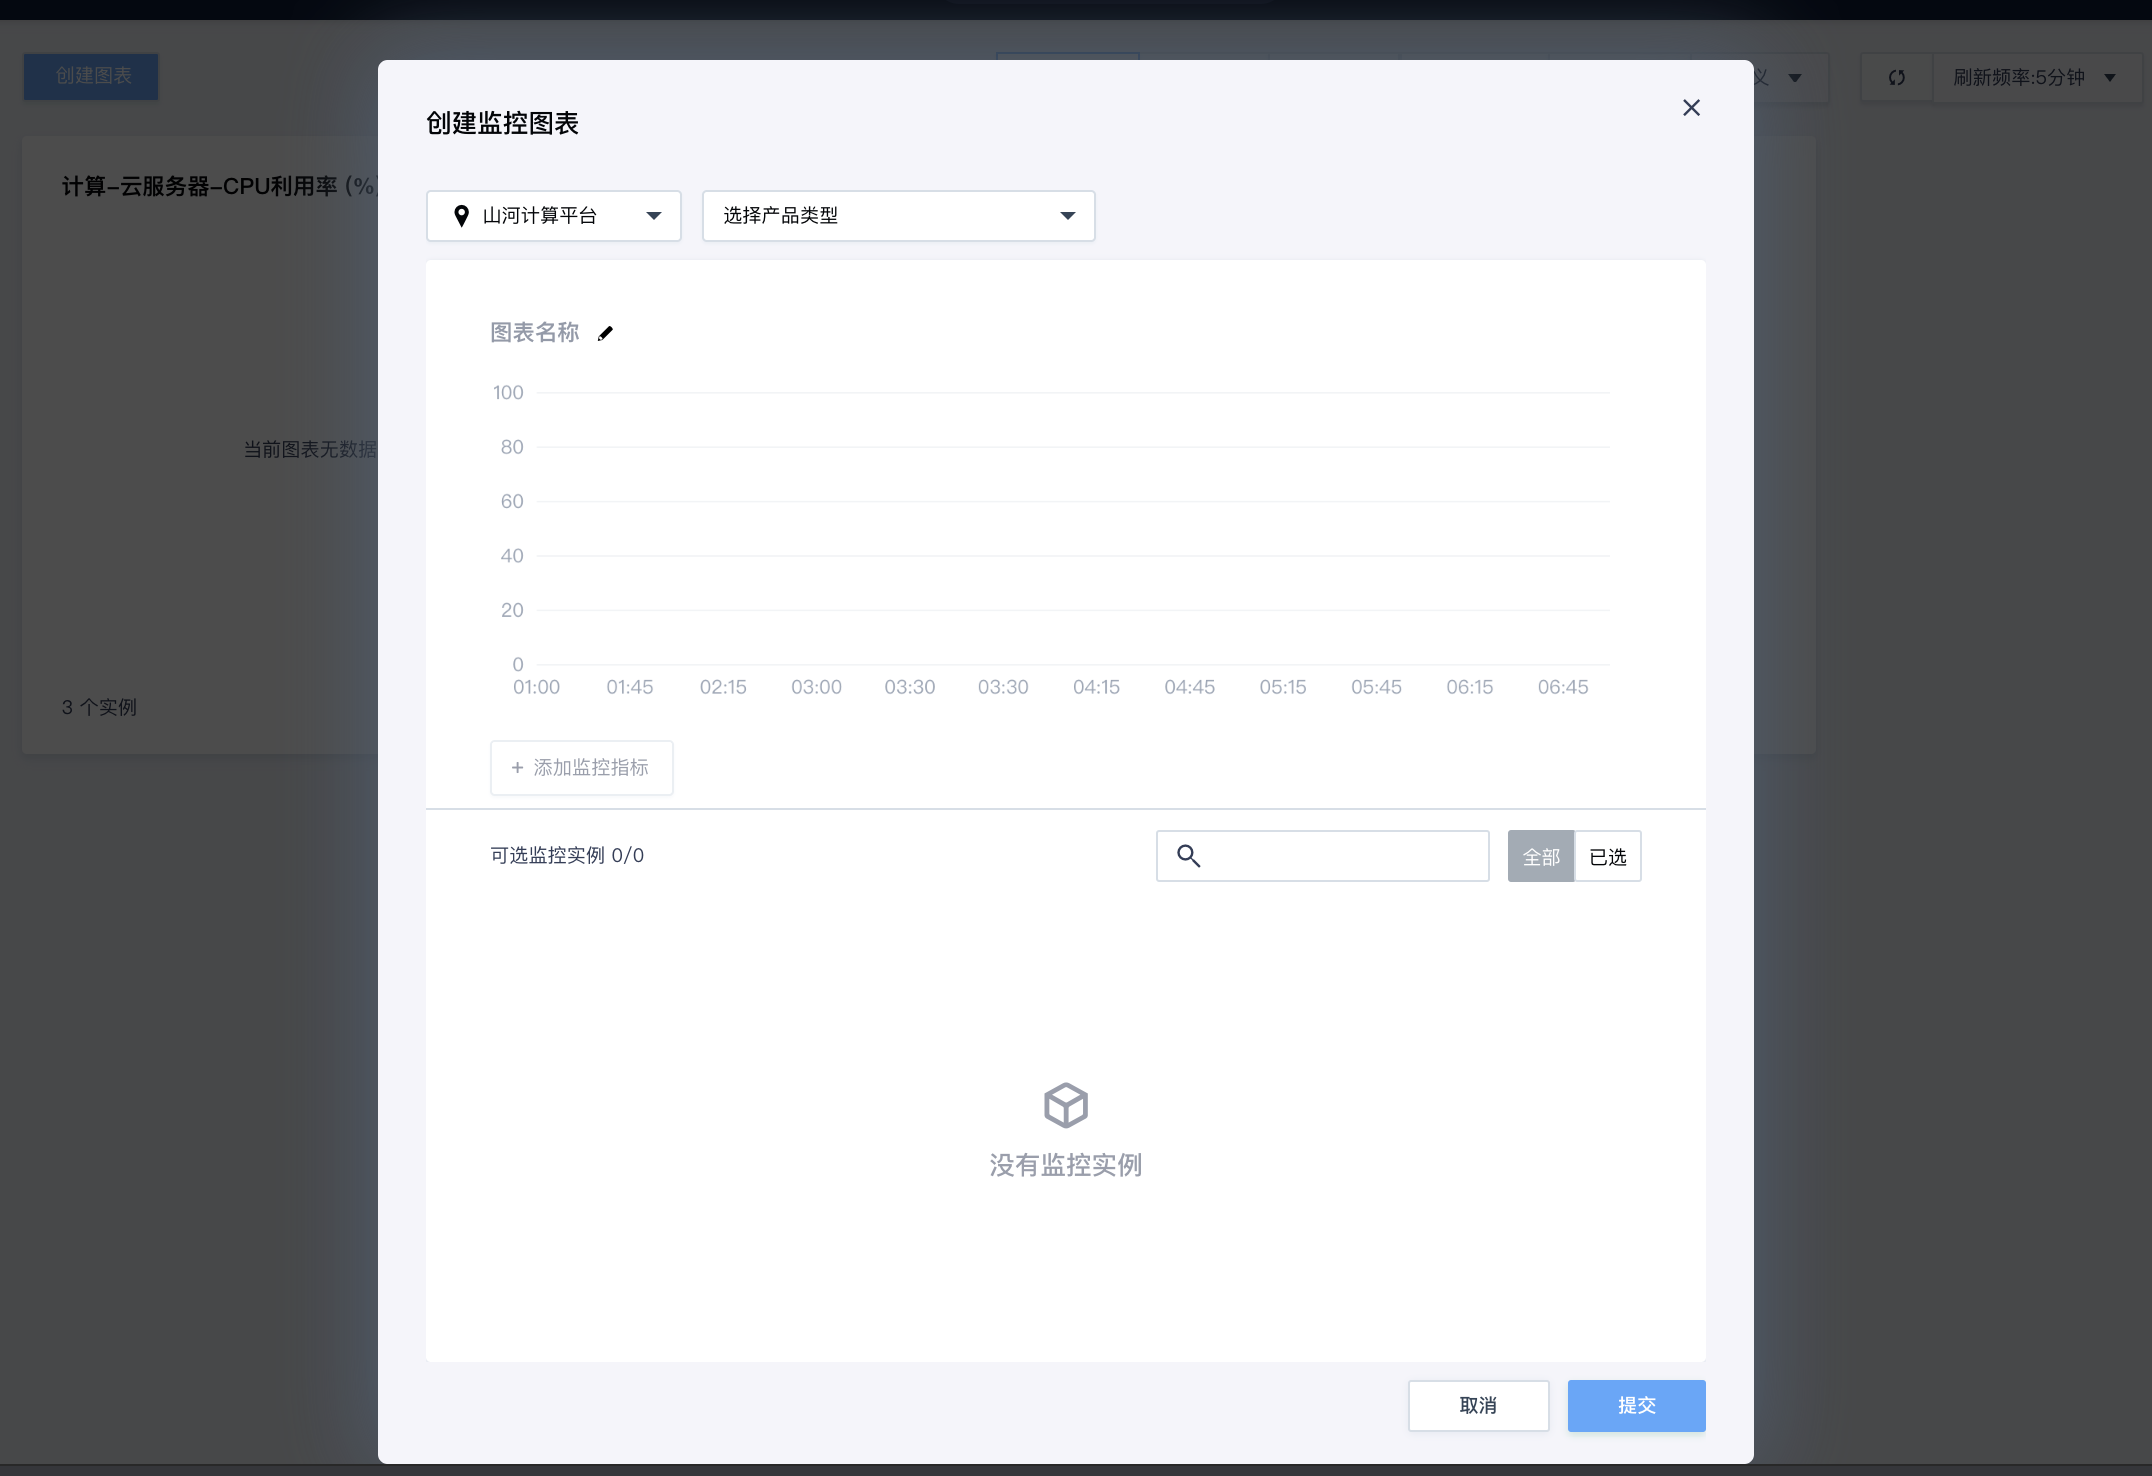 创建图表
义
刷新频率:5分钟
计算-云服务器-CPU利用率 (%)
当前图表无数据
3 个实例
创建监控图表
山河计算平台
选择产品类型
图表名称
100
80
60
40
20
0
01:00 01:45 02:15 03:00 03:30 03:30 04:15 04:45 05:15 05:45 06:15 06:45
+ 添加监控指标
可选监控实例 0/0
全部 已选
没有监控实例
取消 提交